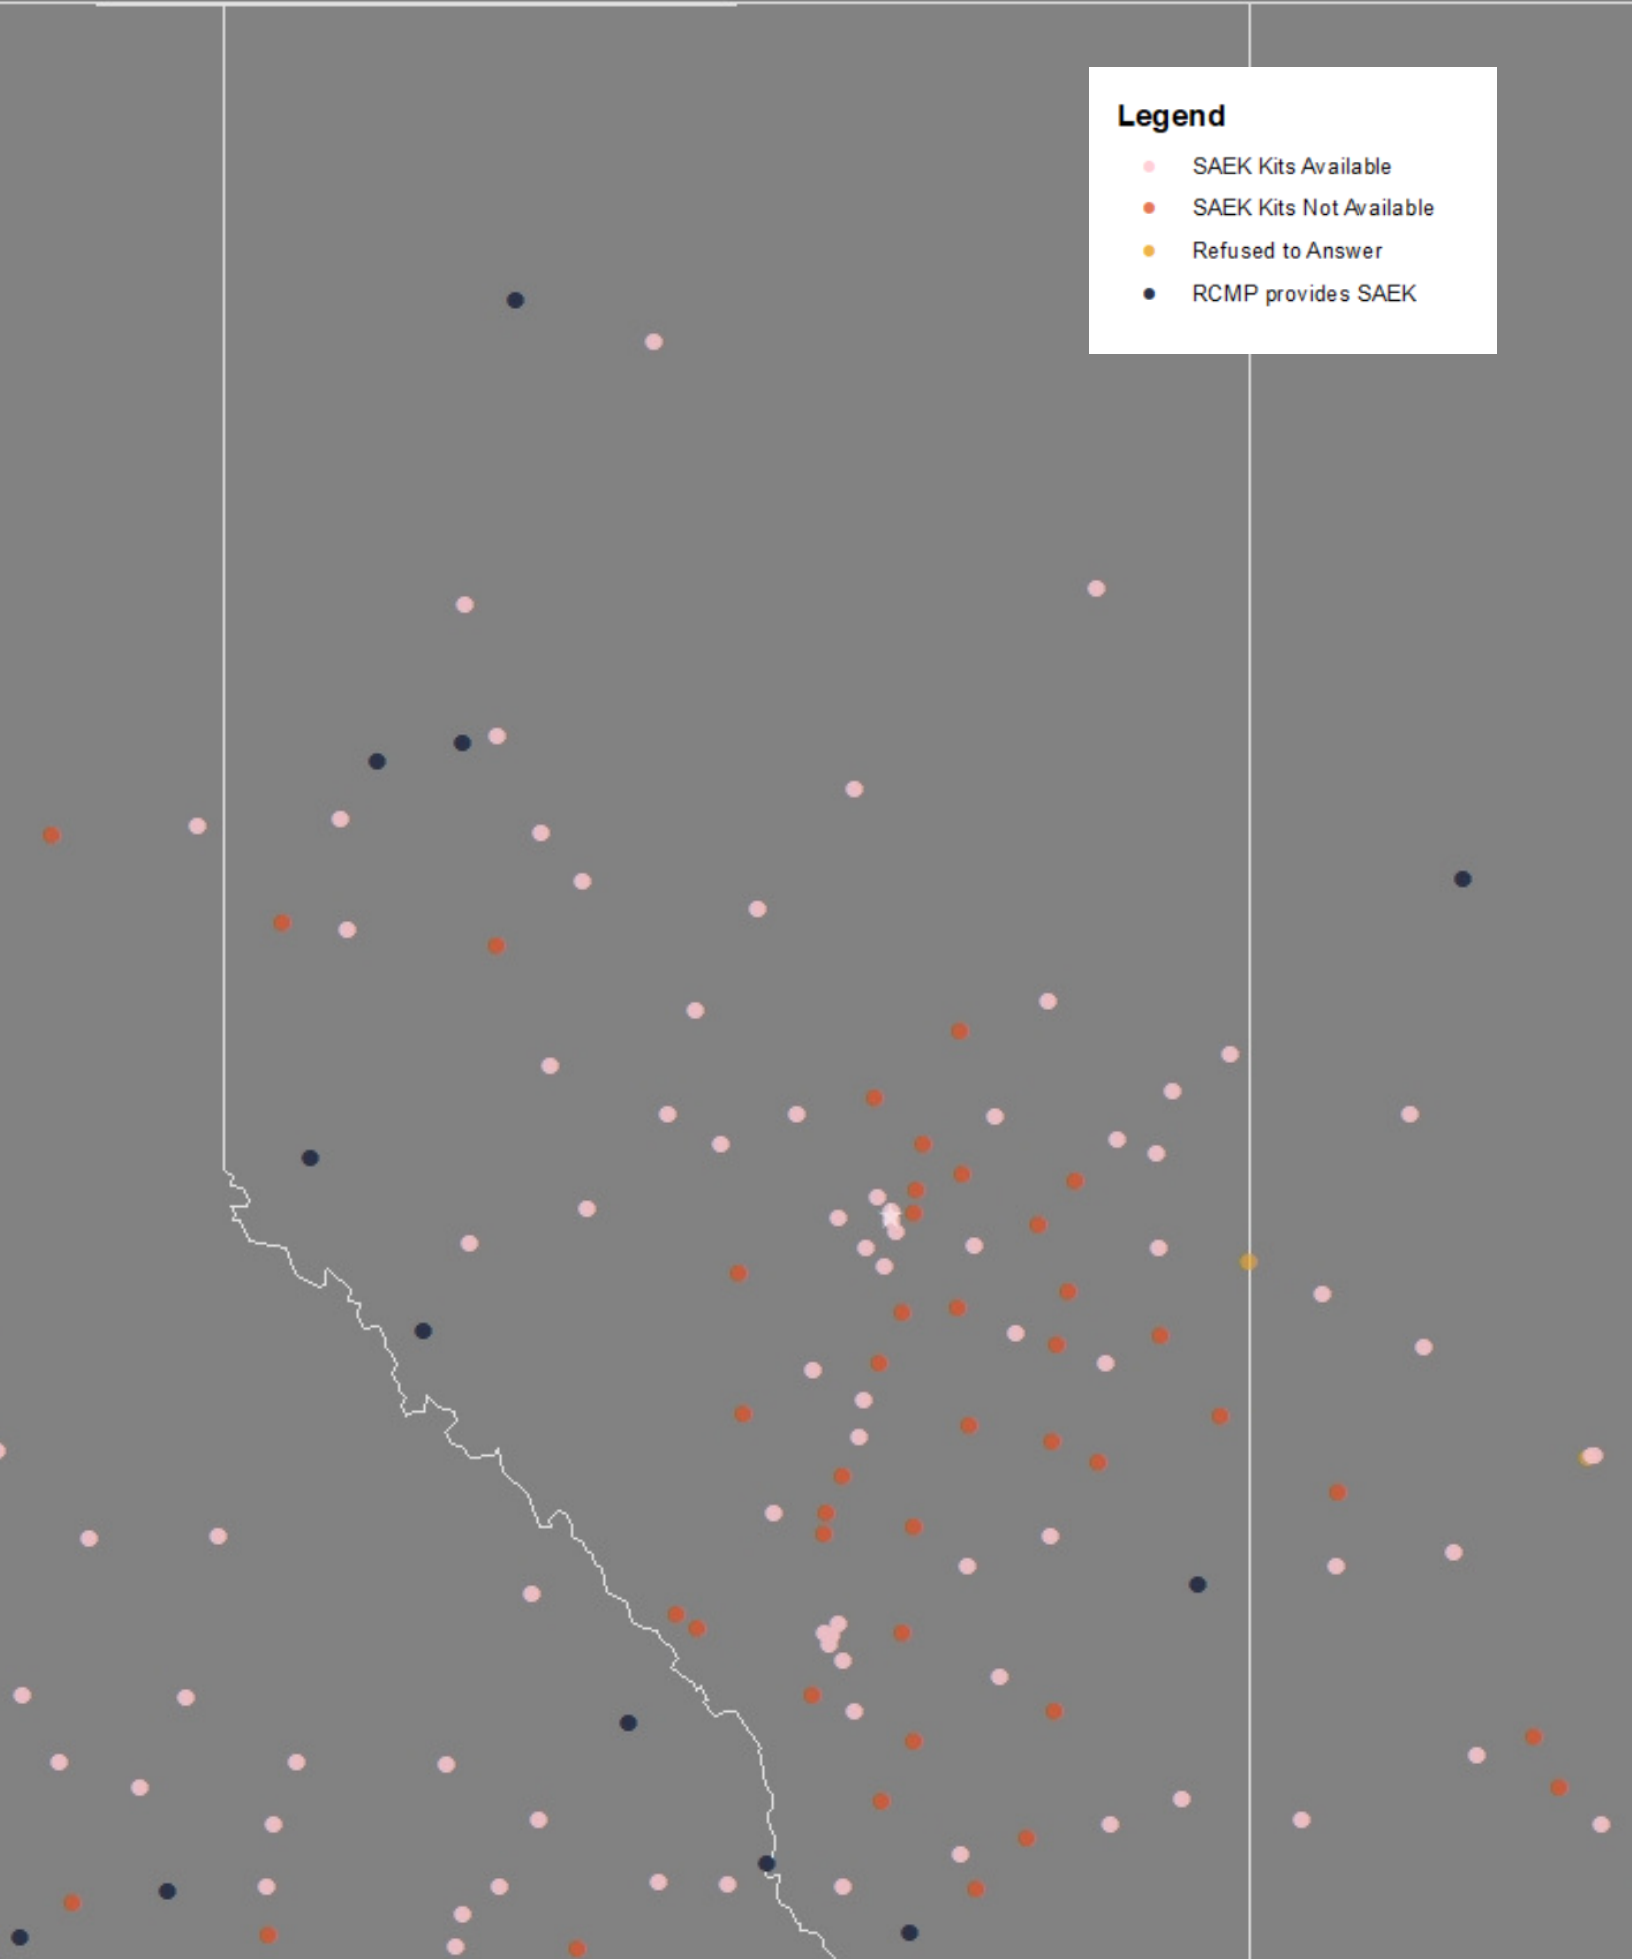 Legend
SAEK Kits Available
SAEK Kits Not Available
Refused to Answer
RCMP provides SAEK